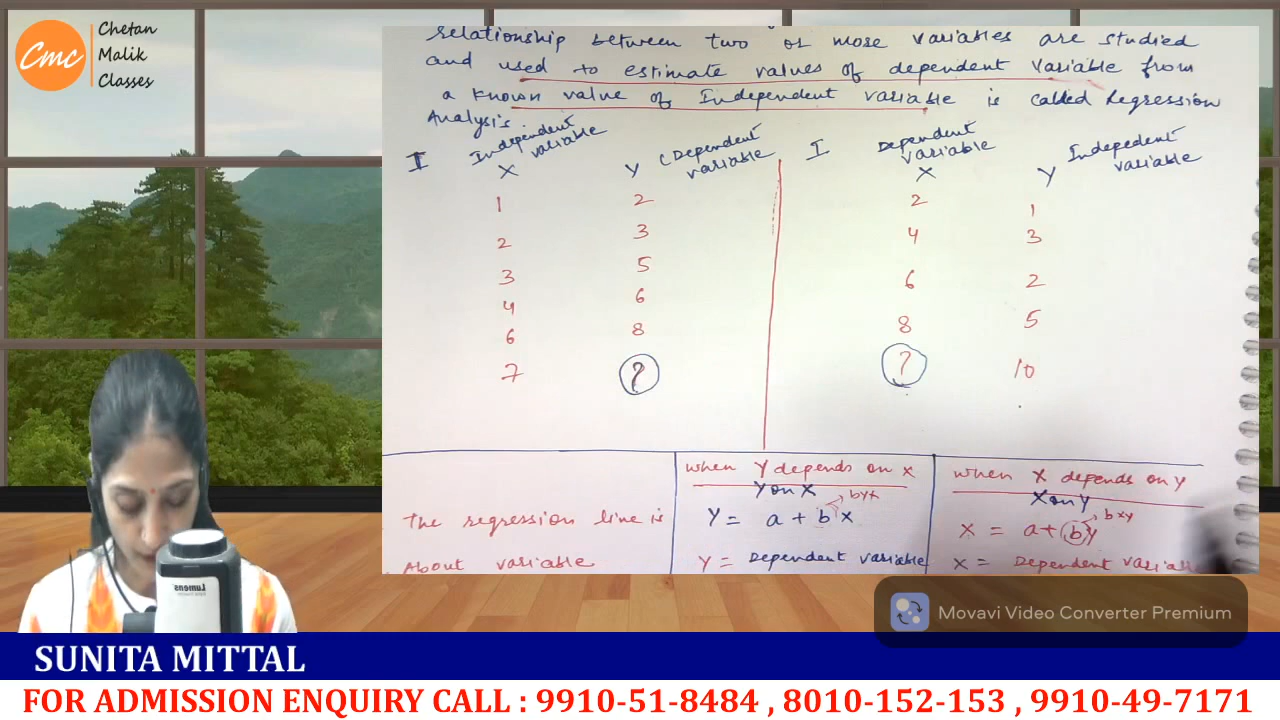 Chetan
Malik
Classes
cmc
relationship between two or more variables are studied
and used to estimate values of dependent variable from
a known value of Independent variable is called Regression
Analysis
I Independent variable (Dependent variable
X Y
1 2
2 3
3 5
4 6
6 8
7 ?
I Dependent variable Indepedent variable
X Y
2 1
4 3
6 2
8 5
? 10
When Y depends on X
Y on X
when X depends on Y
X on Y
The regression line is
Y = a + bx
byx
X = a + by
bxy
About variable
Y = Dependent variable
X = Dependent variable
Lumens
Movavi Video Converter Premium
SUNITA MITTAL
FOR ADMISSION ENQUIRY CALL : 9910-51-8484 , 8010-152-153 , 9910-49-7171